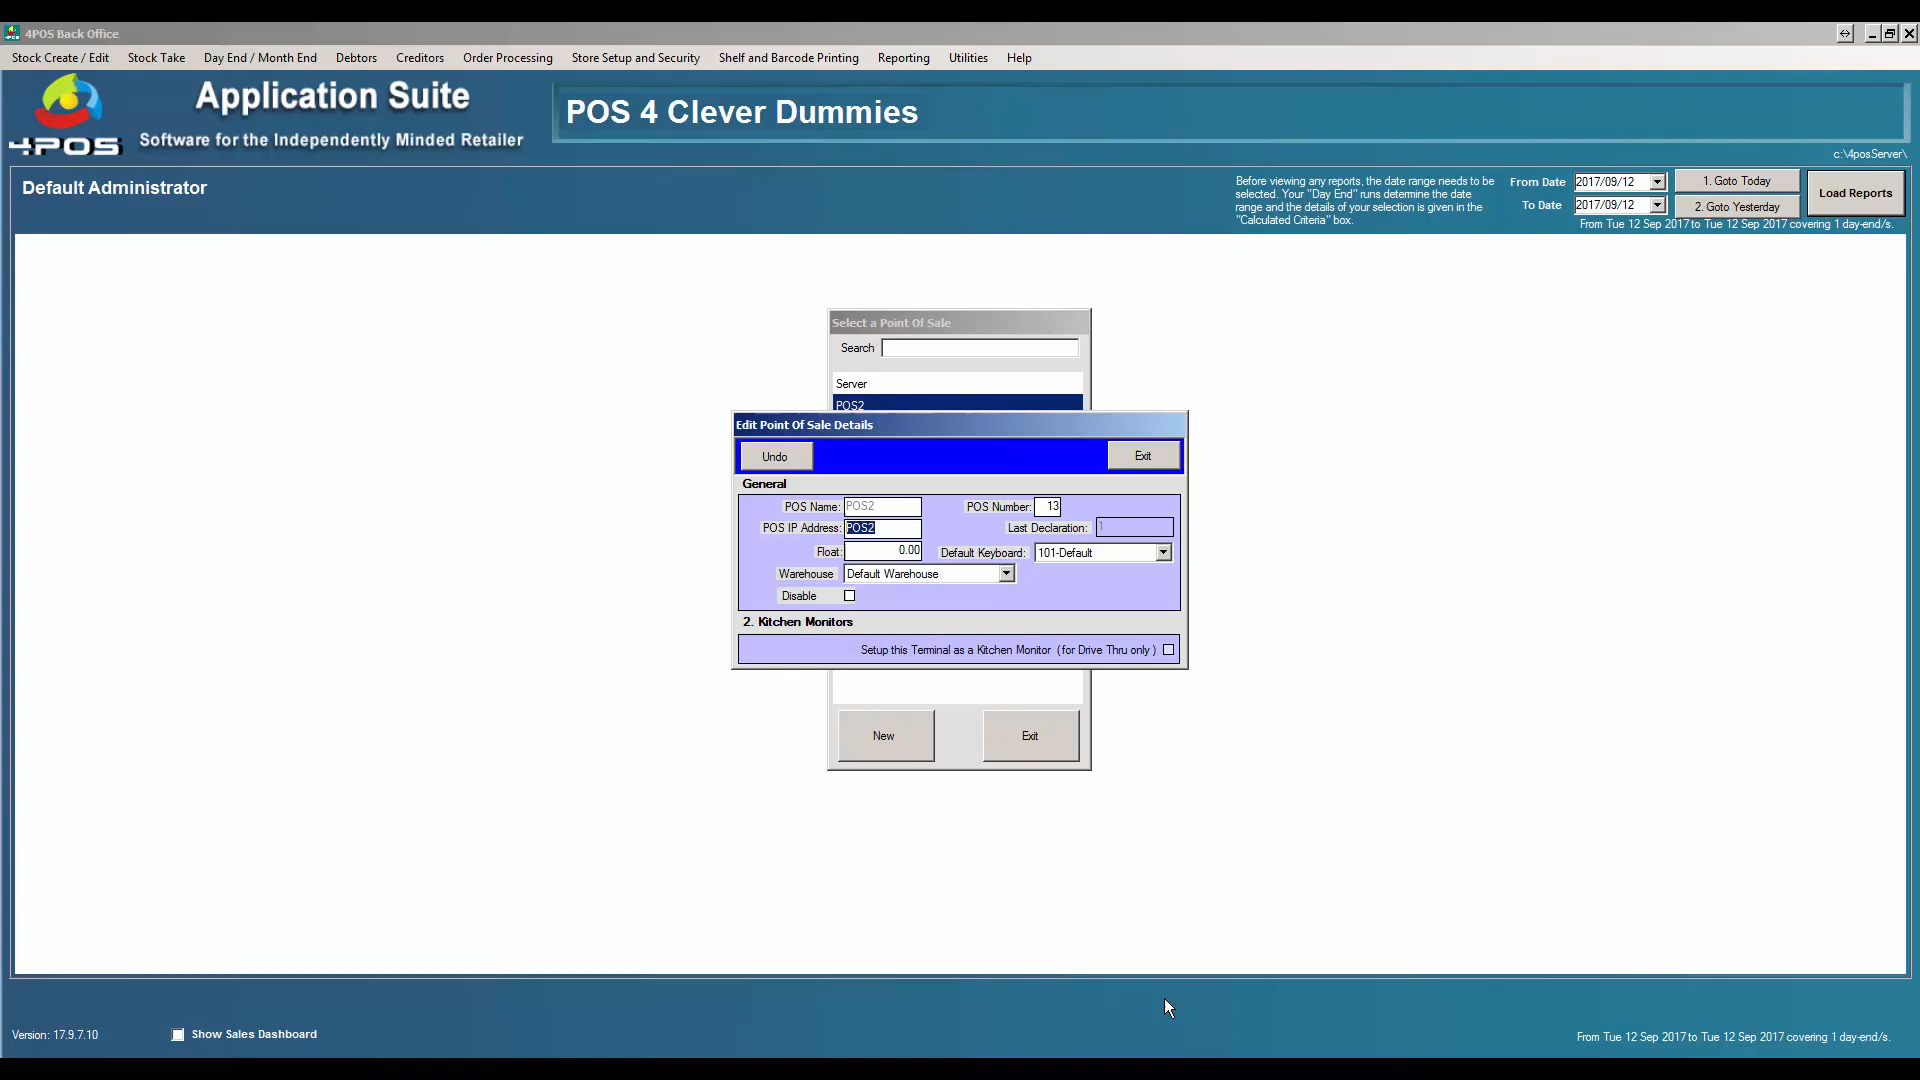 4POS Back Office
Stock Create / Edit Stock Take Day End / Month End Debtors Creditors Order Processing Store Setup and Security Shelf and Barcode Printing Reporting Utilities Help
4POS
Application Suite
Software for the Independently Minded Retailer
POS 4 Clever Dummies
c:\4posServer\
Default Administrator
Before viewing any reports, the date range needs to be
selected. Your "Day End" runs determine the date
range and the details of your selection is given in the
"Calculated Criteria" box.
From Date 2017/09/12 1. Goto Today
To Date 2017/09/12 2. Goto Yesterday
Load Reports
From Tue 12 Sep 2017 to Tue 12 Sep 2017 covering 1 day-end/s.
Select a Point Of Sale
Search
Server
POS2
Edit Point Of Sale Details
Undo Exit
General
POS Name: POS2 POS Number: 13
POS IP Address: POS2 Last Declaration: 1
Float: 0.00 Default Keyboard: 101-Default
Warehouse Default Warehouse
Disable
2. Kitchen Monitors
Setup this Terminal as a Kitchen Monitor (for Drive Thru only )
New Exit
Version: 17.9.7.10 Show Sales Dashboard
From Tue 12 Sep 2017 to Tue 12 Sep 2017 covering 1 day-end/s.